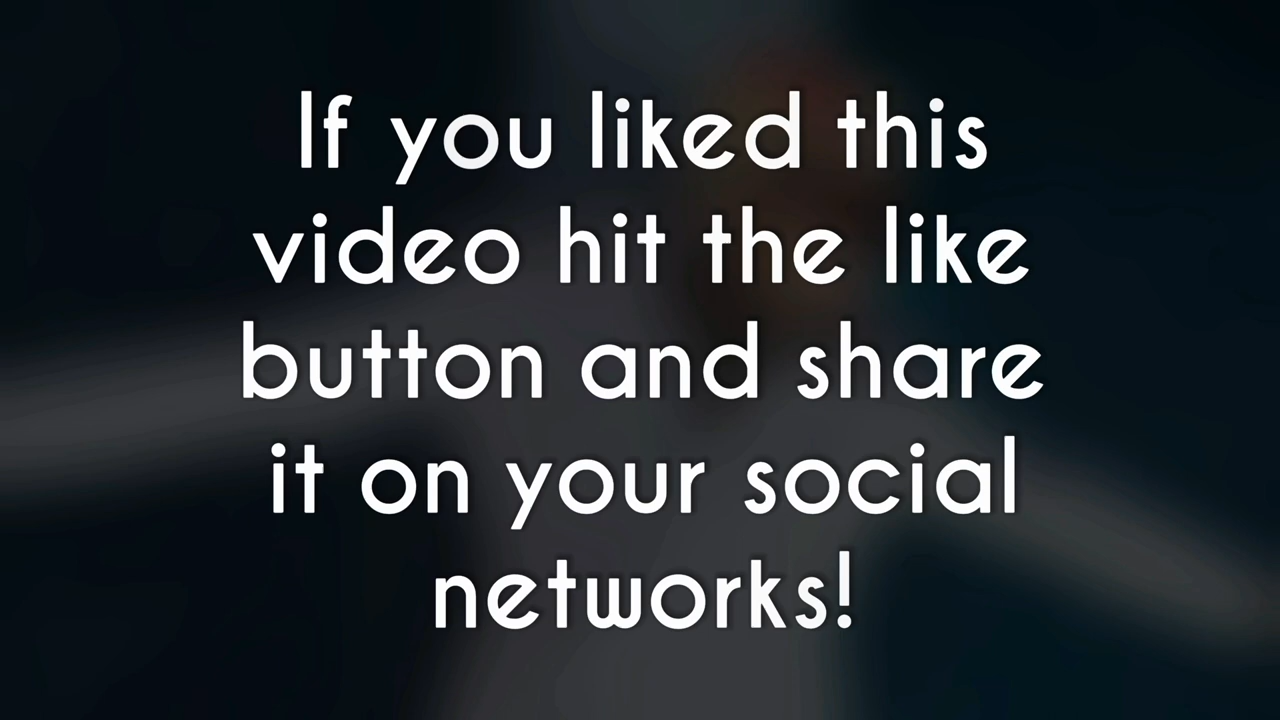 If you liked this
video hit the like
button and share
it on your social
networks!